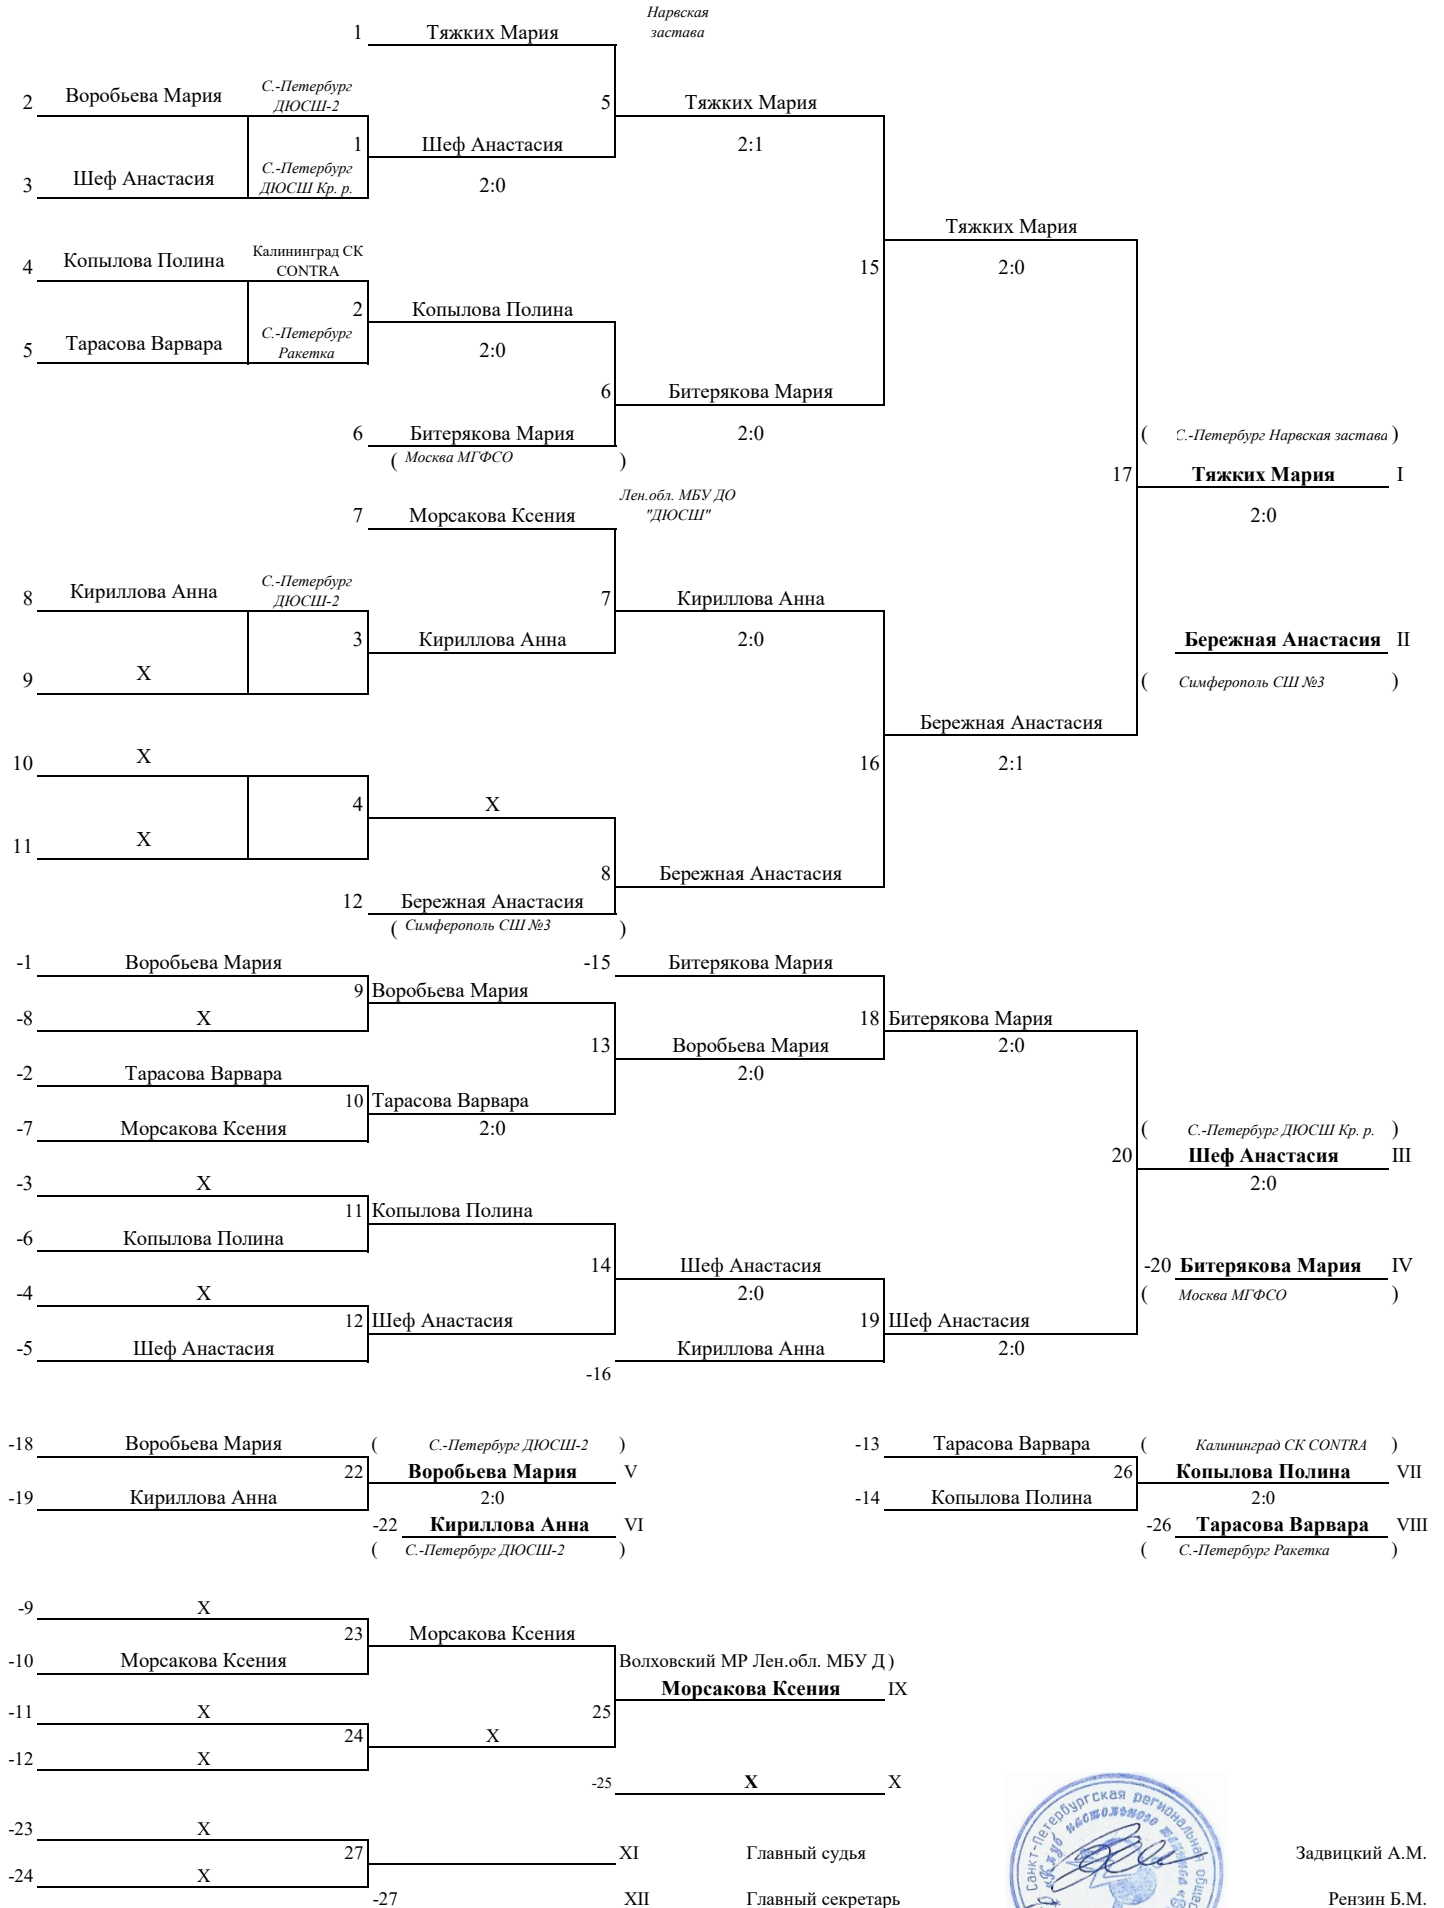 Нарвская
1 Тяжких Мария застава
2 Воробьева Мария С.-Петербург
ДЮСШ-2
5 Тяжких Мария
1 Шеф Анастасия 2:1
3 Шеф Анастасия С.-Петербург
ДЮСШ Кр. р. 2:0
Тяжких Мария
4 Копылова Полина Калининград СК
CONTRA
15 2:0
2 Копылова Полина
5 Тарасова Варвара С.-Петербург
Ракетка 2:0
6 Битерякова Мария
6 Битерякова Мария 2:0
( Москва МГФСО )
( С.-Петербург Нарвская застава )
17 Тяжких Мария I
2:0
Лен.обл. МБУ ДО
7 Морсакова Ксения "ДЮСШ"
8 Кириллова Анна С.-Петербург
ДЮСШ-2
7 Кириллова Анна
3 Кириллова Анна 2:0
Бережная Анастасия II
( Симферополь СШ №3 )
9 X
Бережная Анастасия
10 X
16 2:1
4 X
11 X
8 Бережная Анастасия
12 Бережная Анастасия
( Симферополь СШ №3 )
-1 Воробьева Мария -15 Битерякова Мария
9 Воробьева Мария
-8 X 18 Битерякова Мария
13 Воробьева Мария 2:0
-2 Тарасова Варвара 2:0
10 Тарасова Варвара
-7 Морсакова Ксения 2:0
( С.-Петербург ДЮСШ Кр. р. )
20 Шеф Анастасия III
2:0
-3 X
11 Копылова Полина
-6 Копылова Полина
14 Шеф Анастасия
-20 Битерякова Мария IV
( Москва МГФСО )
-4 X 2:0
12 Шеф Анастасия 19 Шеф Анастасия
-5 Шеф Анастасия Кириллова Анна 2:0
-16
-18 Воробьева Мария ( С.-Петербург ДЮСШ-2 ) -13 Тарасова Варвара ( Калининград СК CONTRA )
22 Воробьева Мария V 26 Копылова Полина VII
-19 Кириллова Анна 2:0 -14 Копылова Полина 2:0
-22 Кириллова Анна VI -26 Тарасова Варвара VIII
( С.-Петербург ДЮСШ-2 ) ( С.-Петербург Ракетка )
-9 X
23 Морсакова Ксения
-10 Морсакова Ксения Волховский МР Лен.обл. МБУ Д )
Морсакова Ксения IX
-11 X 25
24 X
-12 X
-25 X X
-23 X
27 XI Главный судья Задвицкий А.М.
-24 X
-27 XII Главный секретарь Рензин Б.М.
Санкт-Петербургская региональная
настольного